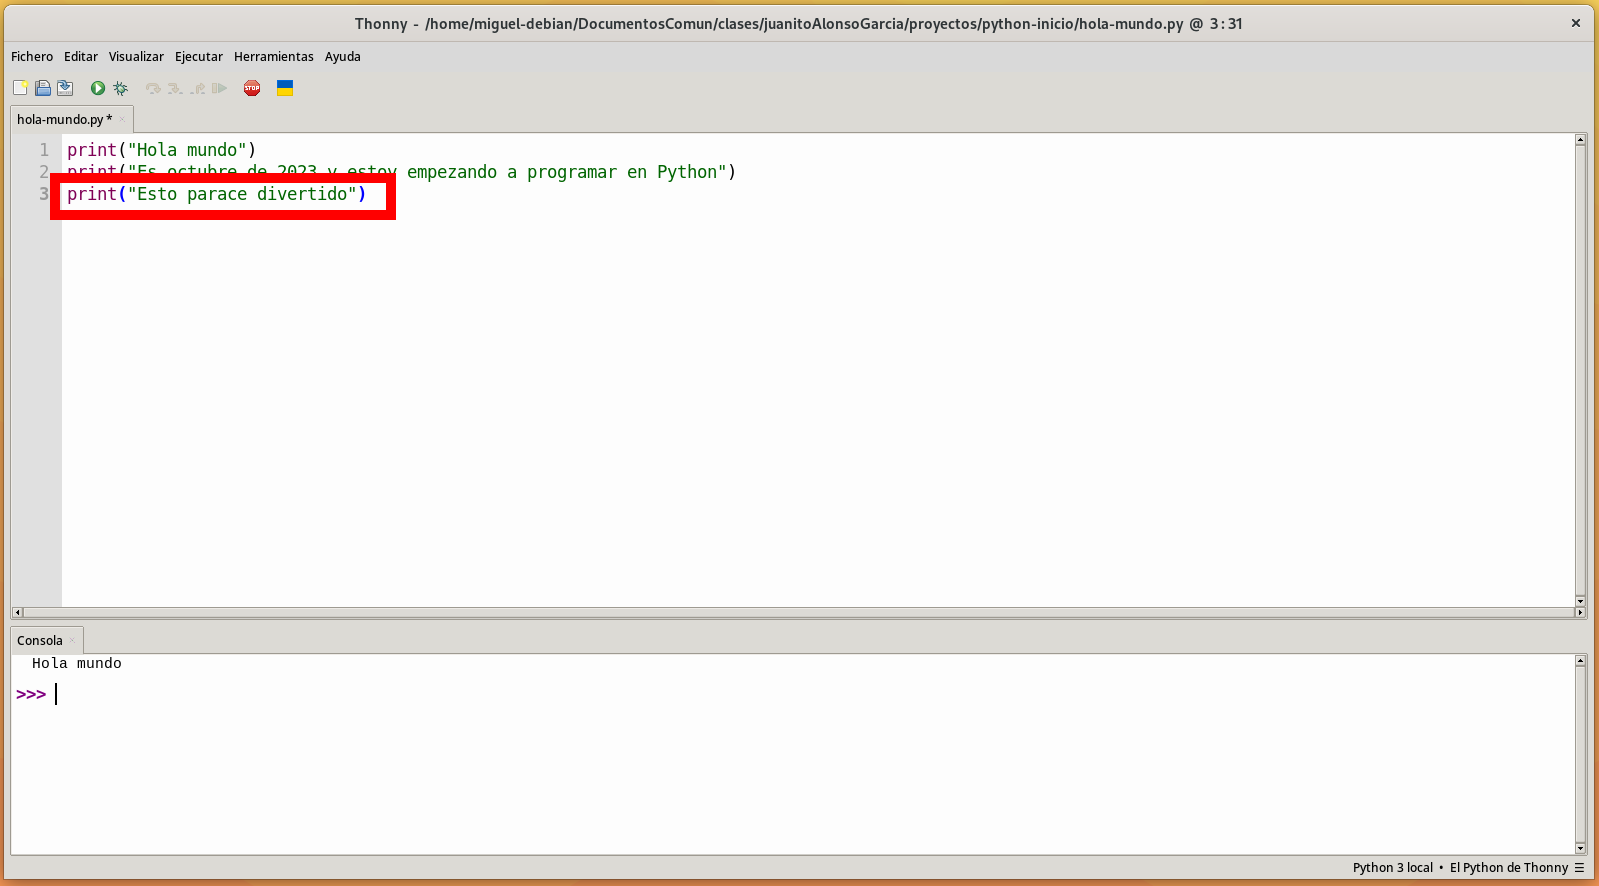 Thonny - /home/miguel-debian/DocumentosComun/clases/juanitoAlonsoGarcia/proyectos/python-inicio/hola-mundo.py @ 3:31
Fichero Editar Visualizar Ejecutar Herramientas Ayuda
STOP
hola-mundo.py *
1 print("Hola mundo")
2 print("Es octubre de 2023 y estoy empezando a programar en Python")
3 print("Esto parace divertido")
Consola
Hola mundo
>>>
Python 3 local • El Python de Thonny ☰